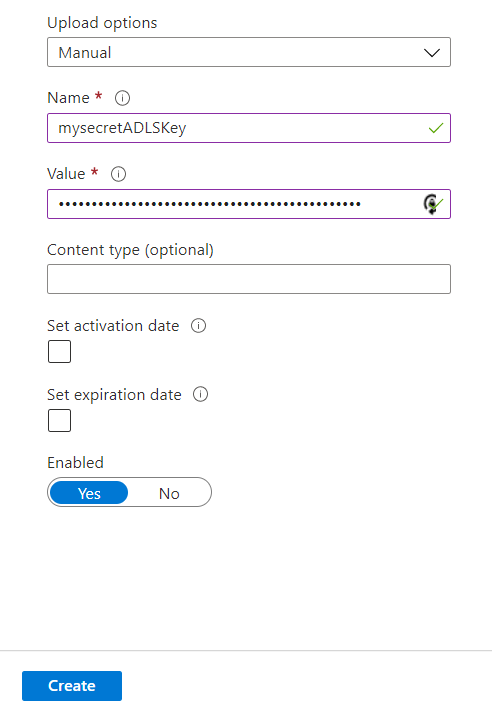 Upload options
Manual
Name *
mysecretADLSKey
Value *
••••••••••••••••••••••••••••••••••••••••••••••
Content type (optional)
Set activation date
Set expiration date
Enabled
Yes No
Create